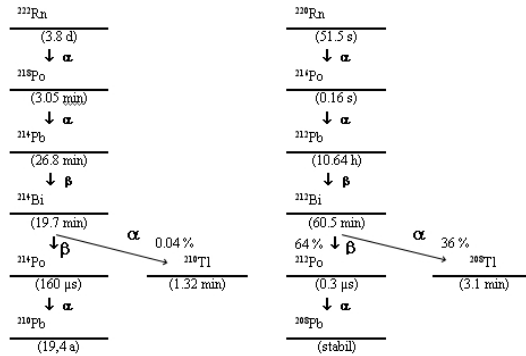 ²²²Rn
(3.8 d)
↓ α
²¹⁸Po
(3.05 min)
↓ α
²¹⁴Pb
(26.8 min)
↓ β
²¹⁴Bi
(19.7 min)
↓ β
α 0.04 %
²¹⁴Po
(160 µs)
²¹⁰Tl
(1.32 min)
↓ α
²¹⁰Pb
(19,4 a)
²²⁰Rn
(51.5 s)
↓ α
²¹⁴Po
(0.16 s)
↓ α
²¹²Pb
(10.64 h)
↓ β
²¹²Bi
(60.5 min)
64 % ↓ β
α 36 %
²¹²Po
(0.3 µs)
²⁰⁸Tl
(3.1 min)
↓ α
²⁰⁸Pb
(stabil)